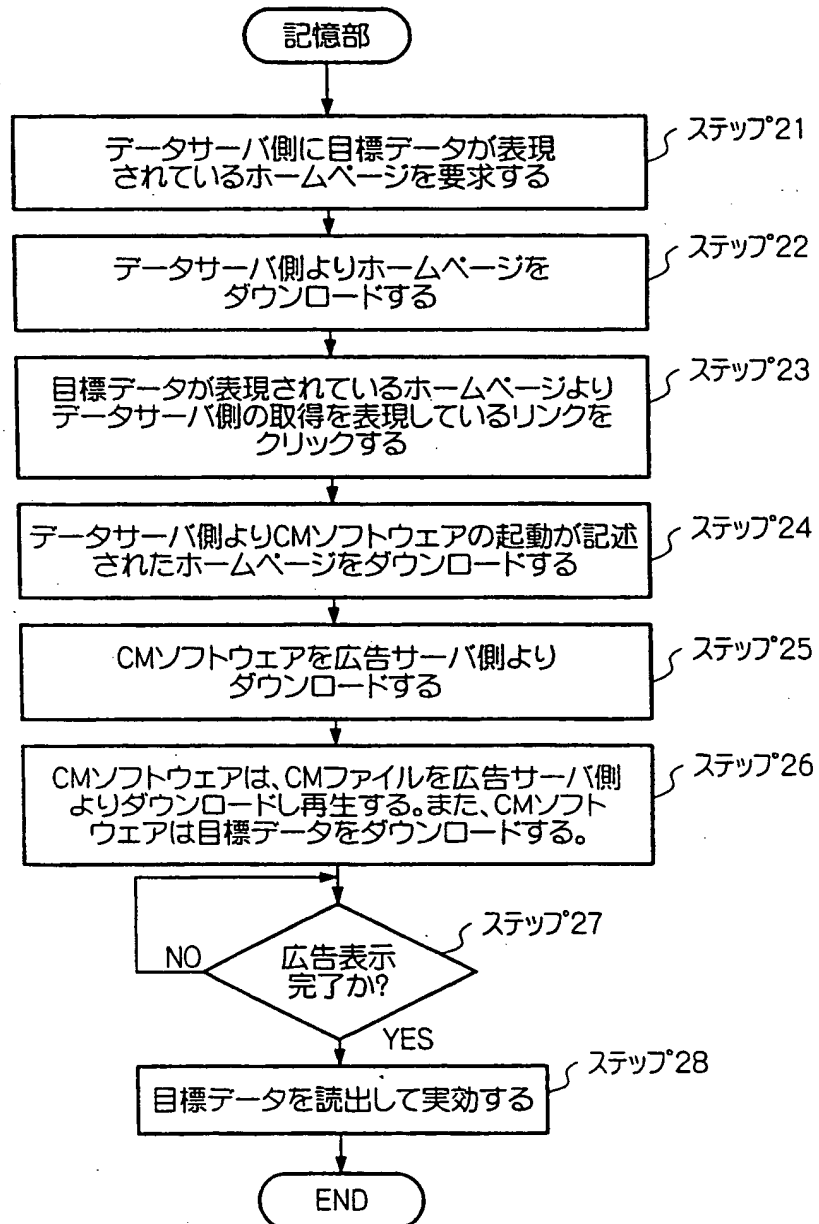 記憶部
ステップ21
データサーバ側に目標データが表現
されているホームページを要求する
ステップ22
データサーバ側よりホームページを
ダウンロードする
ステップ23
目標データが表現されているホームページより
データサーバ側の取得を表現しているリンクを
クリックする
ステップ24
データサーバ側よりCMソフトウェアの起動が記述
されたホームページをダウンロードする
ステップ25
CMソフトウェアを広告サーバ側より
ダウンロードする
ステップ26
CMソフトウェアは、CMファイルを広告サーバ側
よりダウンロードし再生する。また、CMソフト
ウェアは目標データをダウンロードする。
ステップ27
NO
広告表示
完了か?
YES
ステップ28
目標データを読出して実効する
END